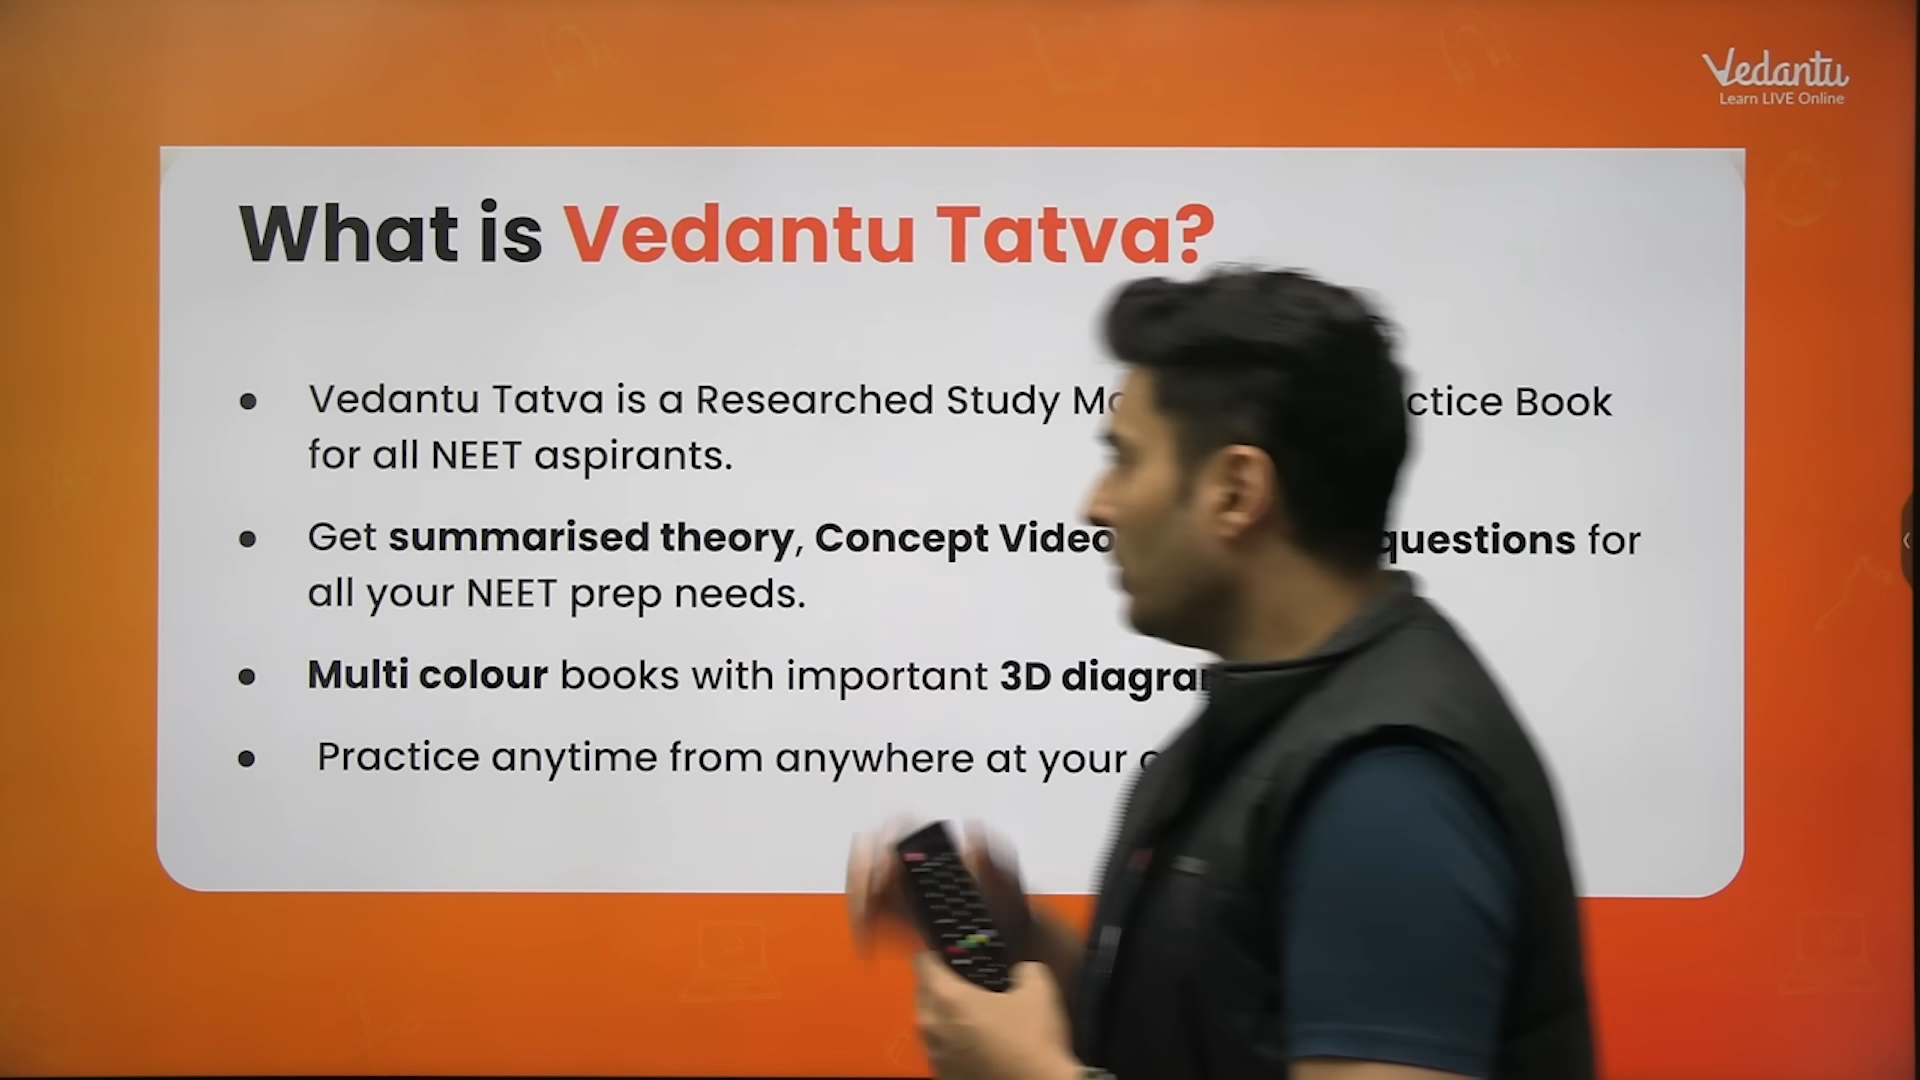 Vedantu
Learn LIVE Online
What is Vedantu Tatva?
• Vedantu Tatva is a Researched Study ctice Book
for all NEET aspirants.
• Get summarised theory, Concept Video questions for
all your NEET prep needs.
• Multi colour books with important 3D diagra
• Practice anytime from anywhere at your